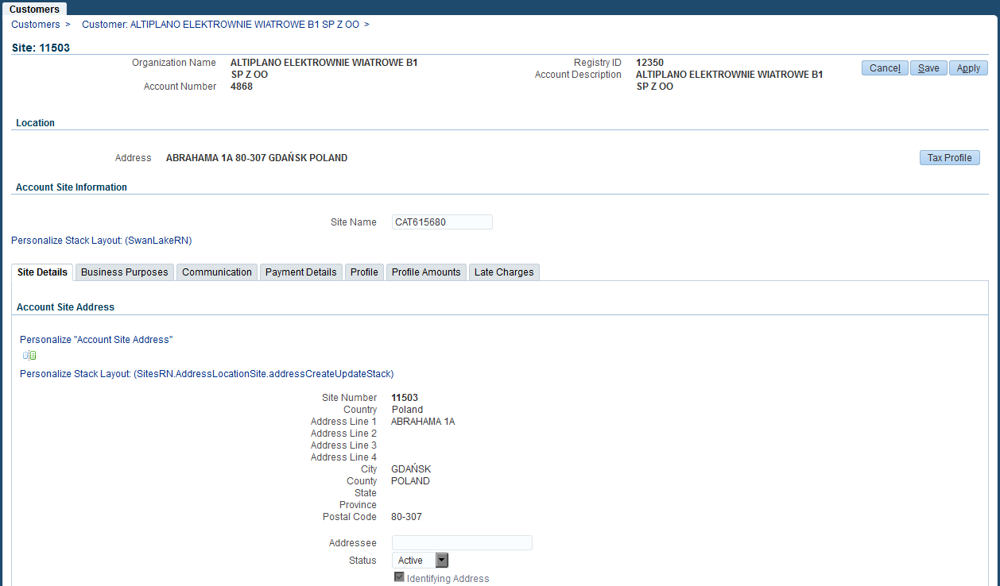 Customers
Customers > Customer: ALTIPLANO ELEKTROWNIE WIATROWE B1 SP Z OO >
Site: 11503
Organization Name ALTIPLANO ELEKTROWNIE WIATROWE B1
SP Z OO
Account Number 4868
Registry ID 12350
Account Description ALTIPLANO ELEKTROWNIE WIATROWE B1
SP Z OO
Cancel Save Apply
Location
Address ABRAHAMA 1A 80-307 GDAŃSK POLAND
Tax Profile
Account Site Information
Site Name CAT615680
Personalize Stack Layout: (SwanLakeRN)
Site Details Business Purposes Communication Payment Details Profile Profile Amounts Late Charges
Account Site Address
Personalize "Account Site Address"
Personalize Stack Layout: (SitesRN.AddressLocationSite.addressCreateUpdateStack)
Site Number 11503
Country Poland
Address Line 1 ABRAHAMA 1A
Address Line 2
Address Line 3
Address Line 4
City GDAŃSK
County POLAND
State
Province
Postal Code 80-307
Addressee
Status Active
Identifying Address